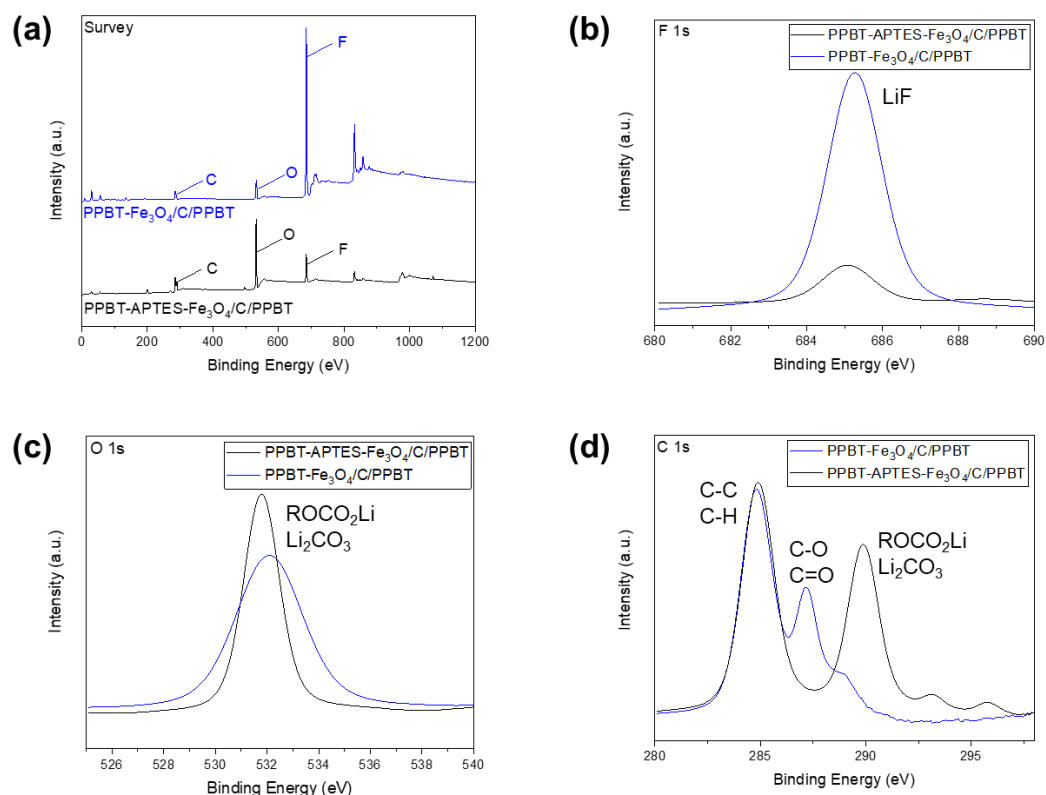 (a)
Survey
F
C
O
PPBT-Fe₃O₄/C/PPBT
O
C
F
PPBT-APTES-Fe₃O₄/C/PPBT
Intensity (a.u.)
0 200 400 600 800 1000 1200
Binding Energy (eV)
(b)
F 1s
PPBT-APTES-Fe₃O₄/C/PPBT
PPBT-Fe₃O₄/C/PPBT
LiF
Intensity (a.u.)
680 682 684 686 688 690
Binding Energy (eV)
(c)
O 1s
PPBT-APTES-Fe₃O₄/C/PPBT
PPBT-Fe₃O₄/C/PPBT
ROCO₂Li
Li₂CO₃
Intensity (a.u.)
526 528 530 532 534 536 538 540
Binding Energy (eV)
(d)
C 1s
PPBT-Fe₃O₄/C/PPBT
PPBT-APTES-Fe₃O₄/C/PPBT
C-C
C-H
C-O
C=O
ROCO₂Li
Li₂CO₃
Intensity (a.u.)
280 285 290 295
Binding Energy (eV)